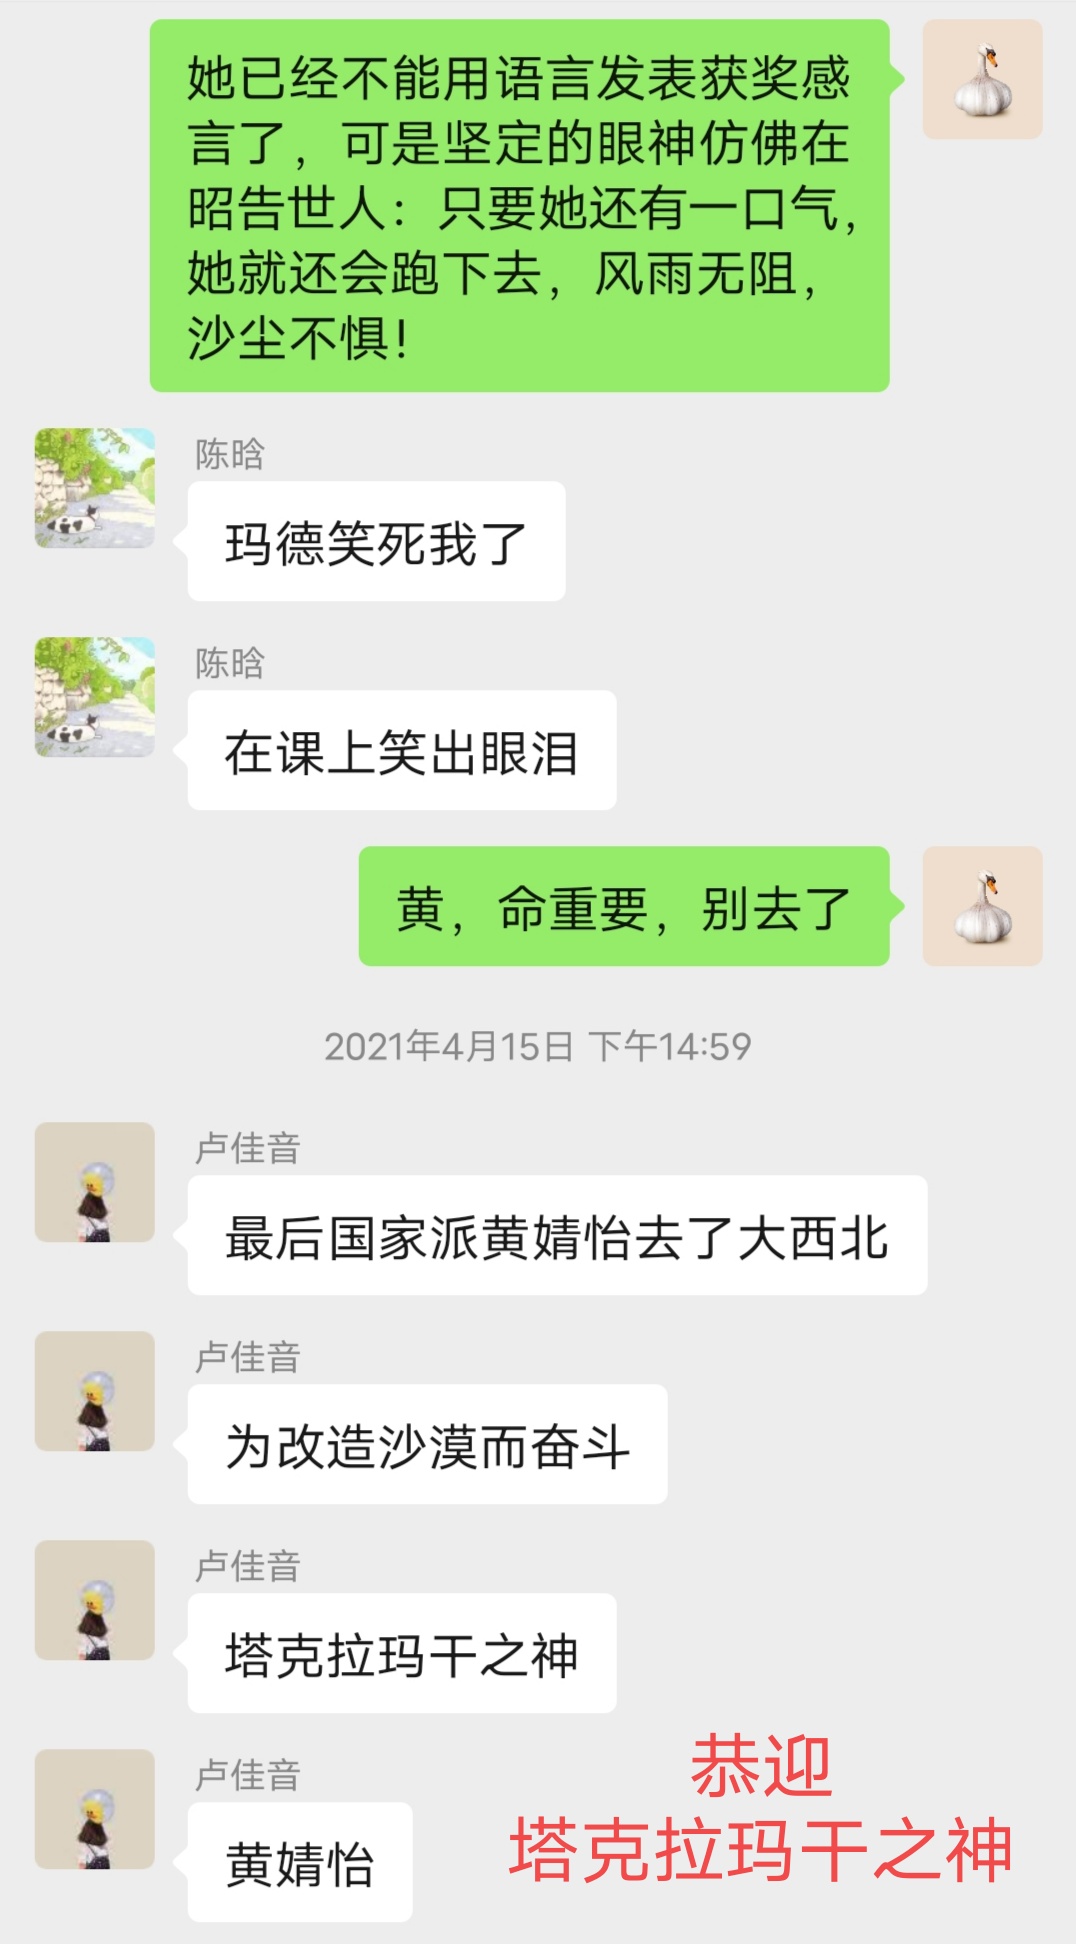 她已经不能用语言发表获奖感
言了，可是坚定的眼神仿佛在
昭告世人：只要她还有一口气，
她就还会跑下去，风雨无阻，
沙尘不惧！
陈晗
玛德笑死我了
陈晗
在课上笑出眼泪
黄，命重要，别去了
2021年4月15日 下午14:59
卢佳音
最后国家派黄婧怡去了大西北
卢佳音
为改造沙漠而奋斗
卢佳音
塔克拉玛干之神
卢佳音
黄婧怡
恭迎
塔克拉玛干之神